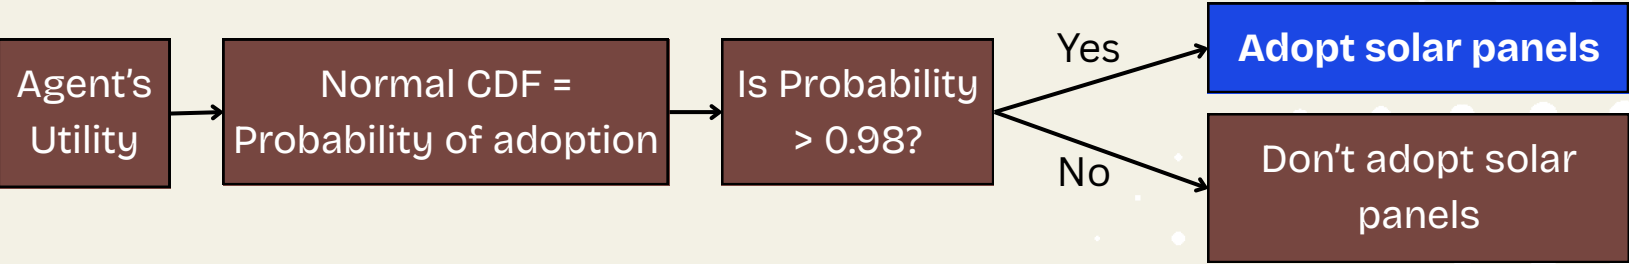 Agent's
Utility
Normal CDF =
Probability of adoption
Is Probability
> 0.98?
Yes
Adopt solar panels
No
Don't adopt solar
panels